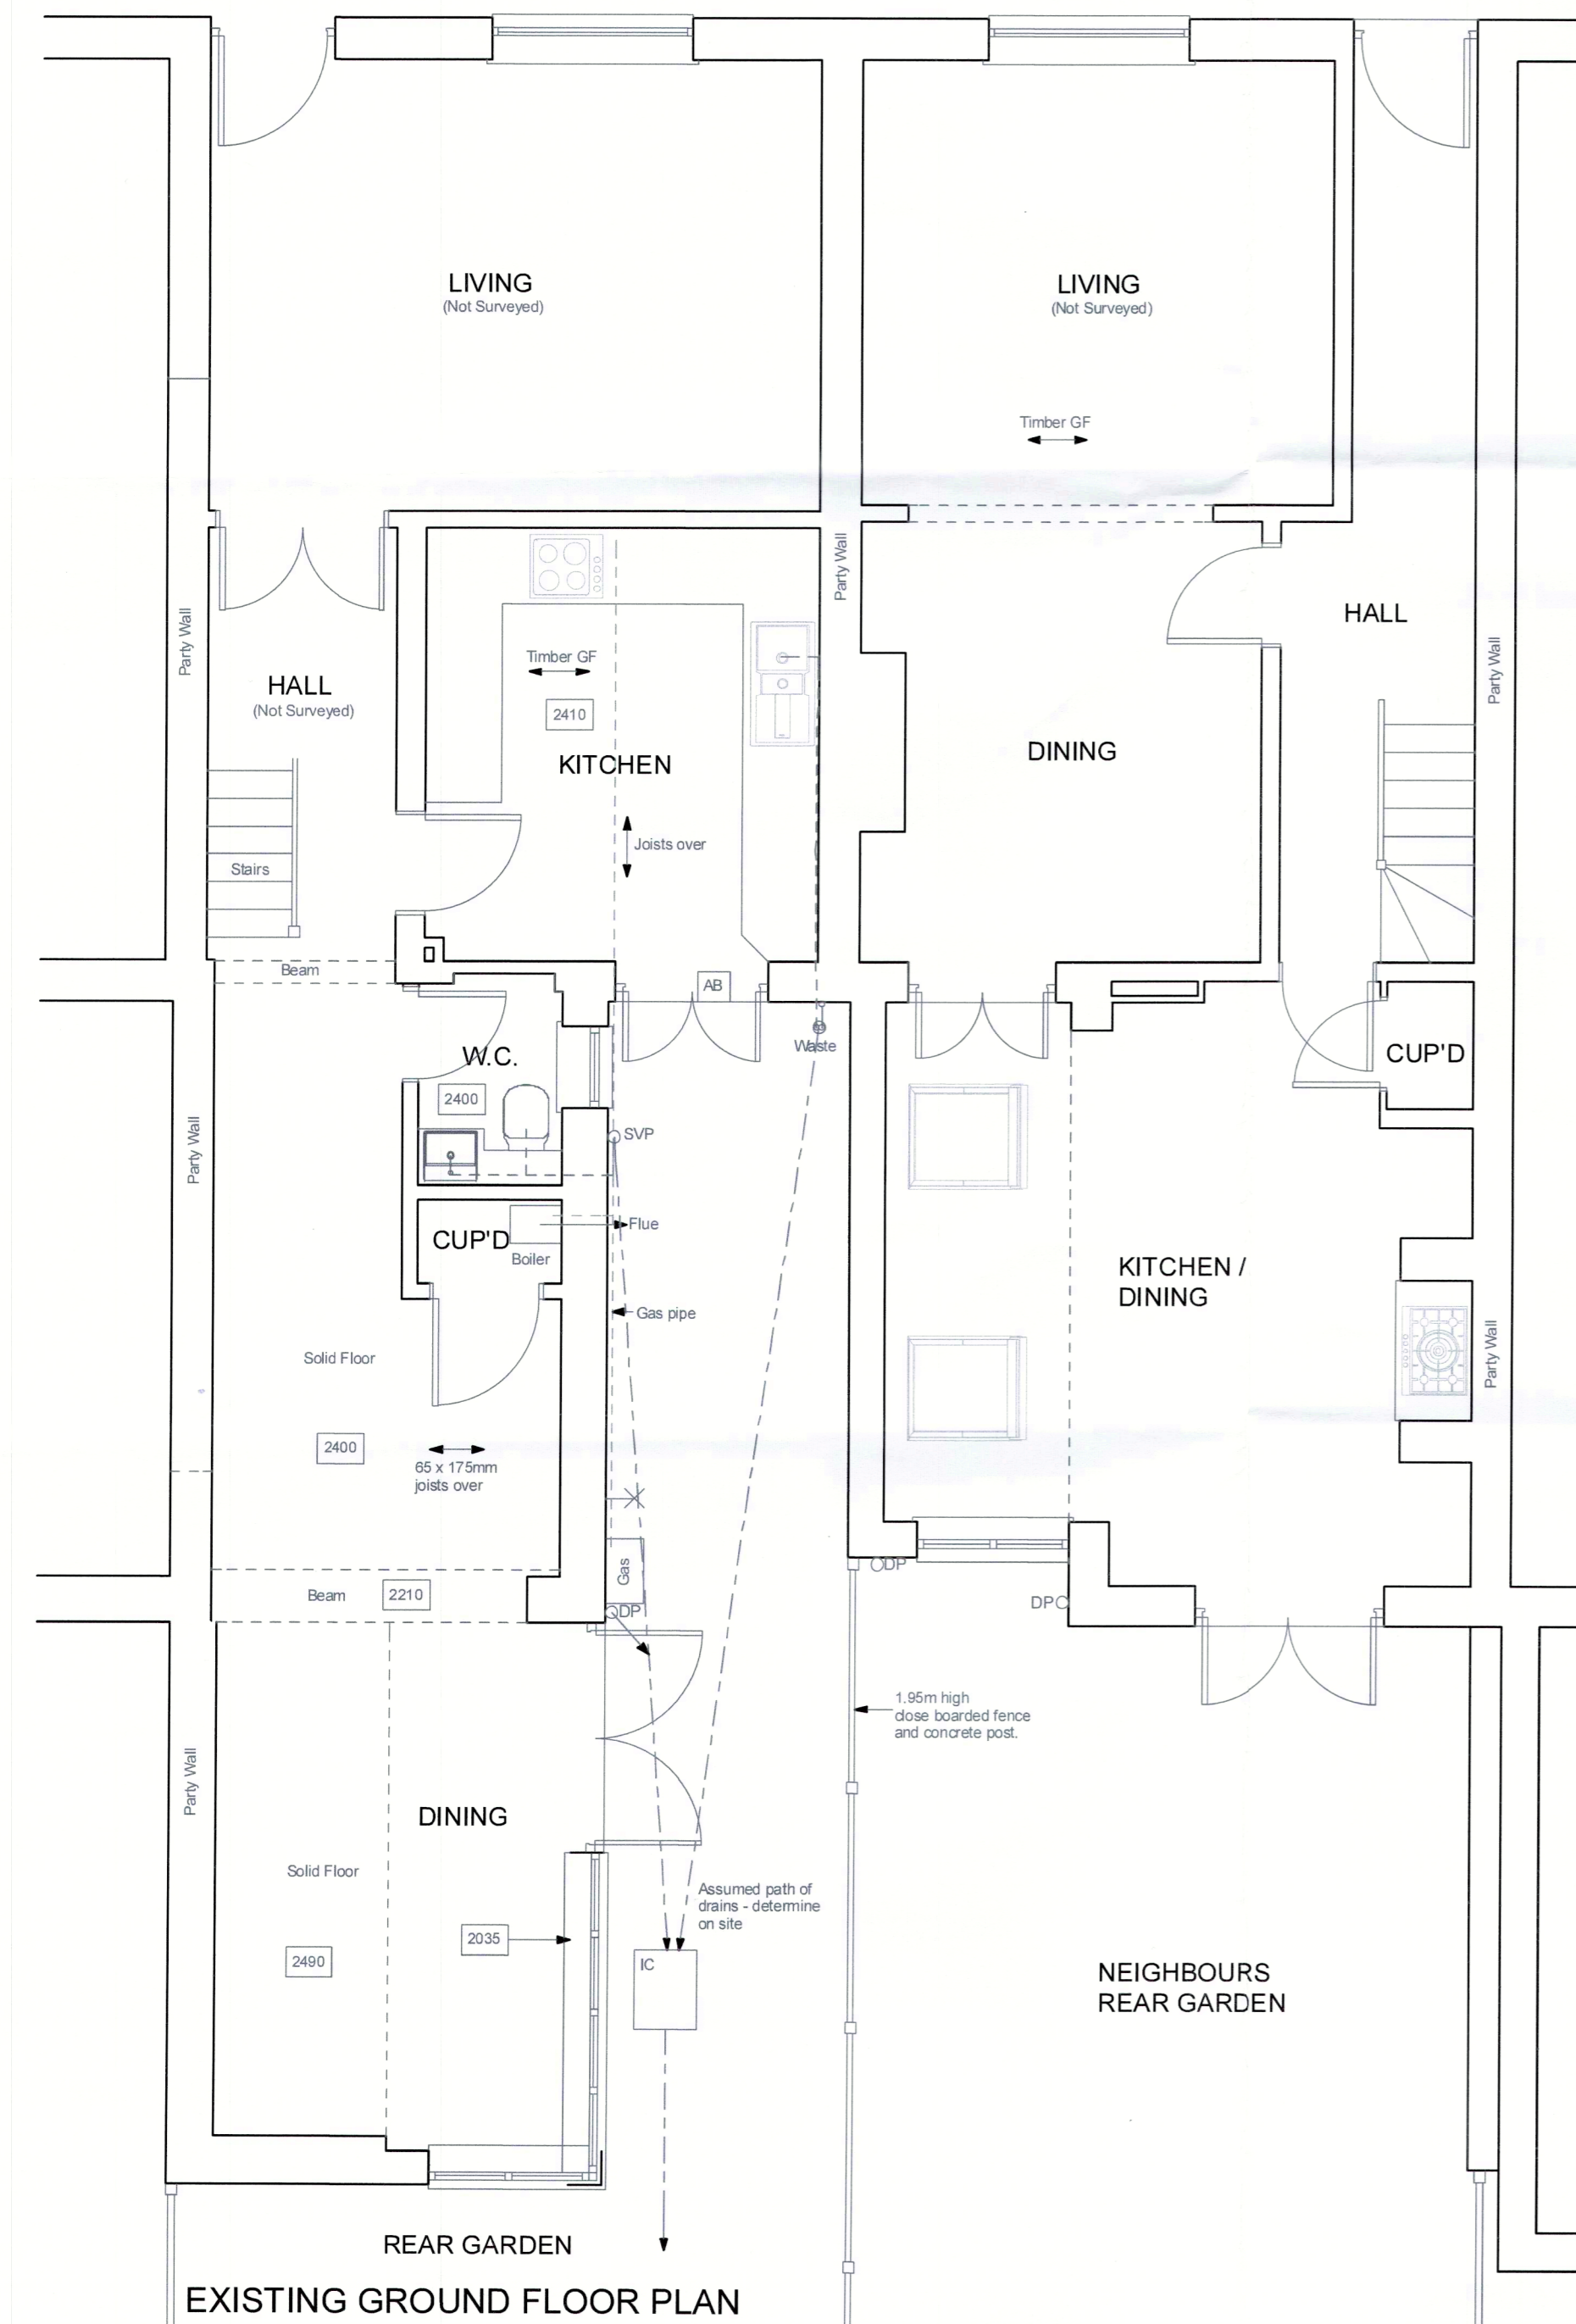 LIVING
(Not Surveyed)
LIVING
(Not Surveyed)
Timber GF
Party Wall
Party Wall
HALL
(Not Surveyed)
Timber GF
2410
KITCHEN
Joists over
Stairs
Beam
DINING
HALL
Party Wall
AB
Waste
W.C.
2400
SVP
CUP'D
Boiler
Flue
Gas pipe
Party Wall
Solid Floor
2400
65 x 175mm
joists over
Beam
2210
Gas
DP
CUP'D
KITCHEN /
DINING
Party Wall
DP
DP
1.95m high
close boarded fence
and concrete post.
Party Wall
DINING
Solid Floor
2035
2490
Assumed path of
drains - determine
on site
IC
NEIGHBOURS
REAR GARDEN
REAR GARDEN
EXISTING GROUND FLOOR PLAN